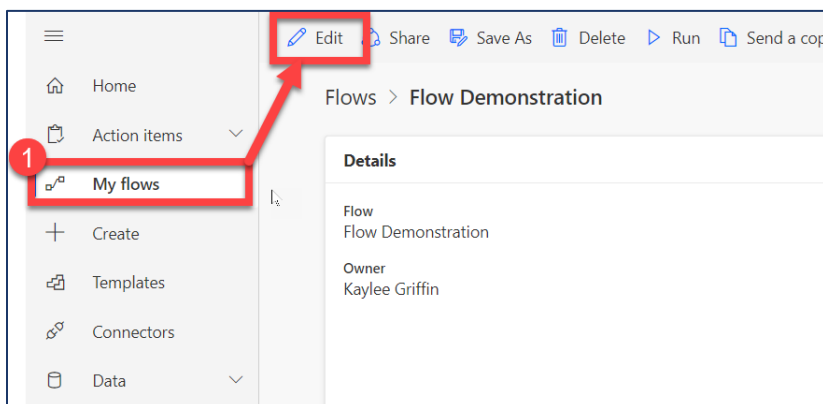 Edit Share Save As Delete Run Send a cop
Home
Flows > Flow Demonstration
Action items
1
Details
My flows
Flow
Create
Flow Demonstration
Owner
Templates
Kaylee Griffin
Connectors
Data